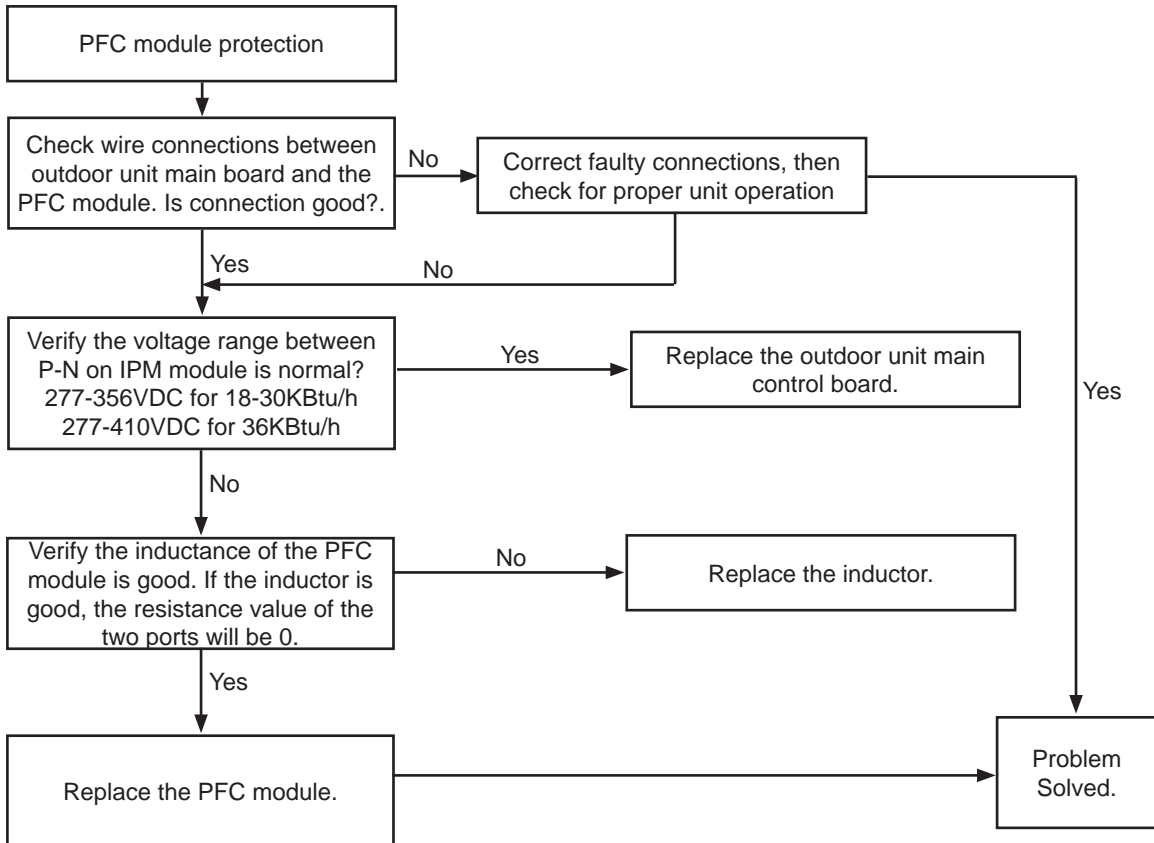 PFC module protection
Check wire connections between
outdoor unit main board and the
PFC module. Is connection good?.
No
Correct faulty connections, then
check for proper unit operation
Yes
No
Verify the voltage range between
P-N on IPM module is normal?
277-356VDC for 18-30KBtu/h
277-410VDC for 36KBtu/h
Yes
Replace the outdoor unit main
control board.
Yes
No
Verify the inductance of the PFC
module is good. If the inductor is
good, the resistance value of the
two ports will be 0.
No
Replace the inductor.
Yes
Replace the PFC module.
Problem
Solved.